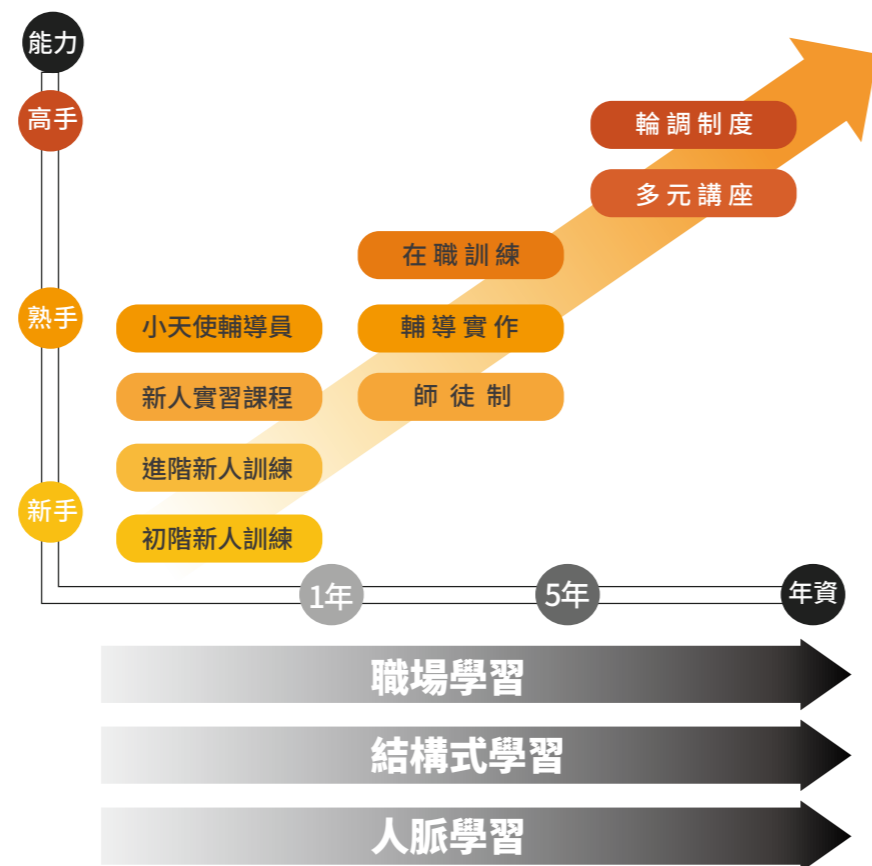 能力
高手
輪調制度
多元講座
在職訓練
熟手
小天使輔導員
輔導實作
新人實習課程
師徒制
進階新人訓練
新手
初階新人訓練
1年
5年
年資
職場學習
結構式學習
人脈學習